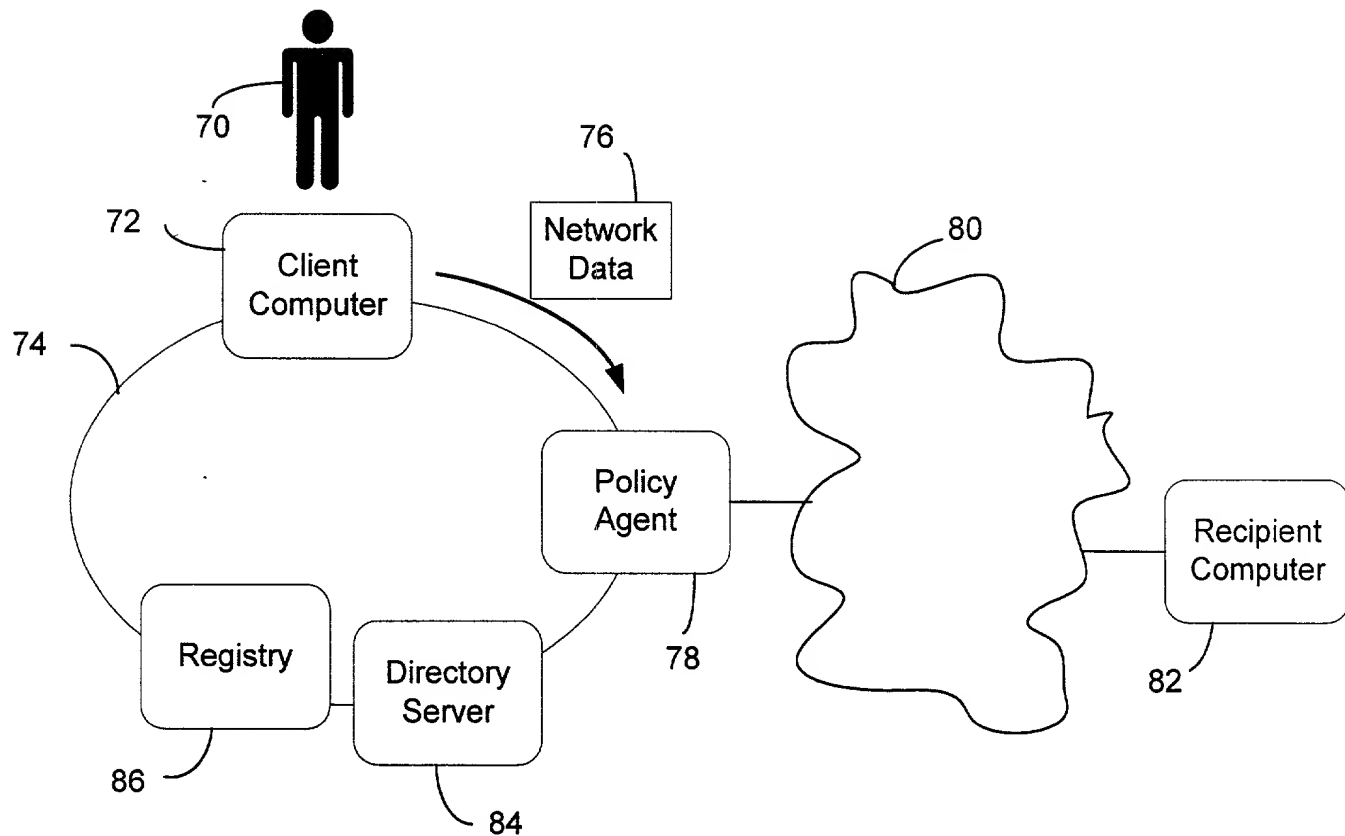 70
76
72
Network
Data
80
Client
Computer
74
Policy
Agent
Recipient
Computer
Registry
Directory
Server
78
82
86
84